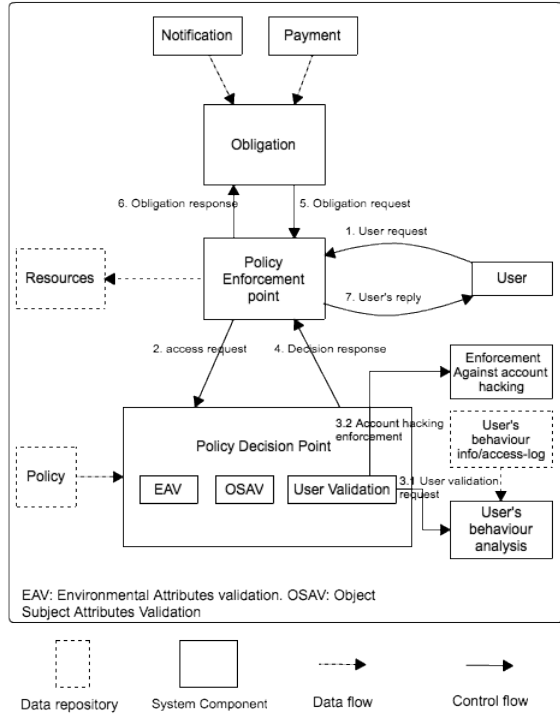 Notification
Payment
Obligation
6. Obligation response
5. Obligation request
1. User request
Resources
Policy
Enforcement
point
User
7. User's reply
2. access request
4. Decision response
Enforcement
Against account
hacking
3.2 Account hacking
enforcement
User's
behaviour
info/access-log
Policy Decision Point
Policy
EAV
OSAV
User Validation
3.1 User validation
request
User's
behaviour
analysis
EAV: Environmental Attributes validation. OSAV: Object
Subject Attributes Validation
Data repository
System Component
Data flow
Control flow